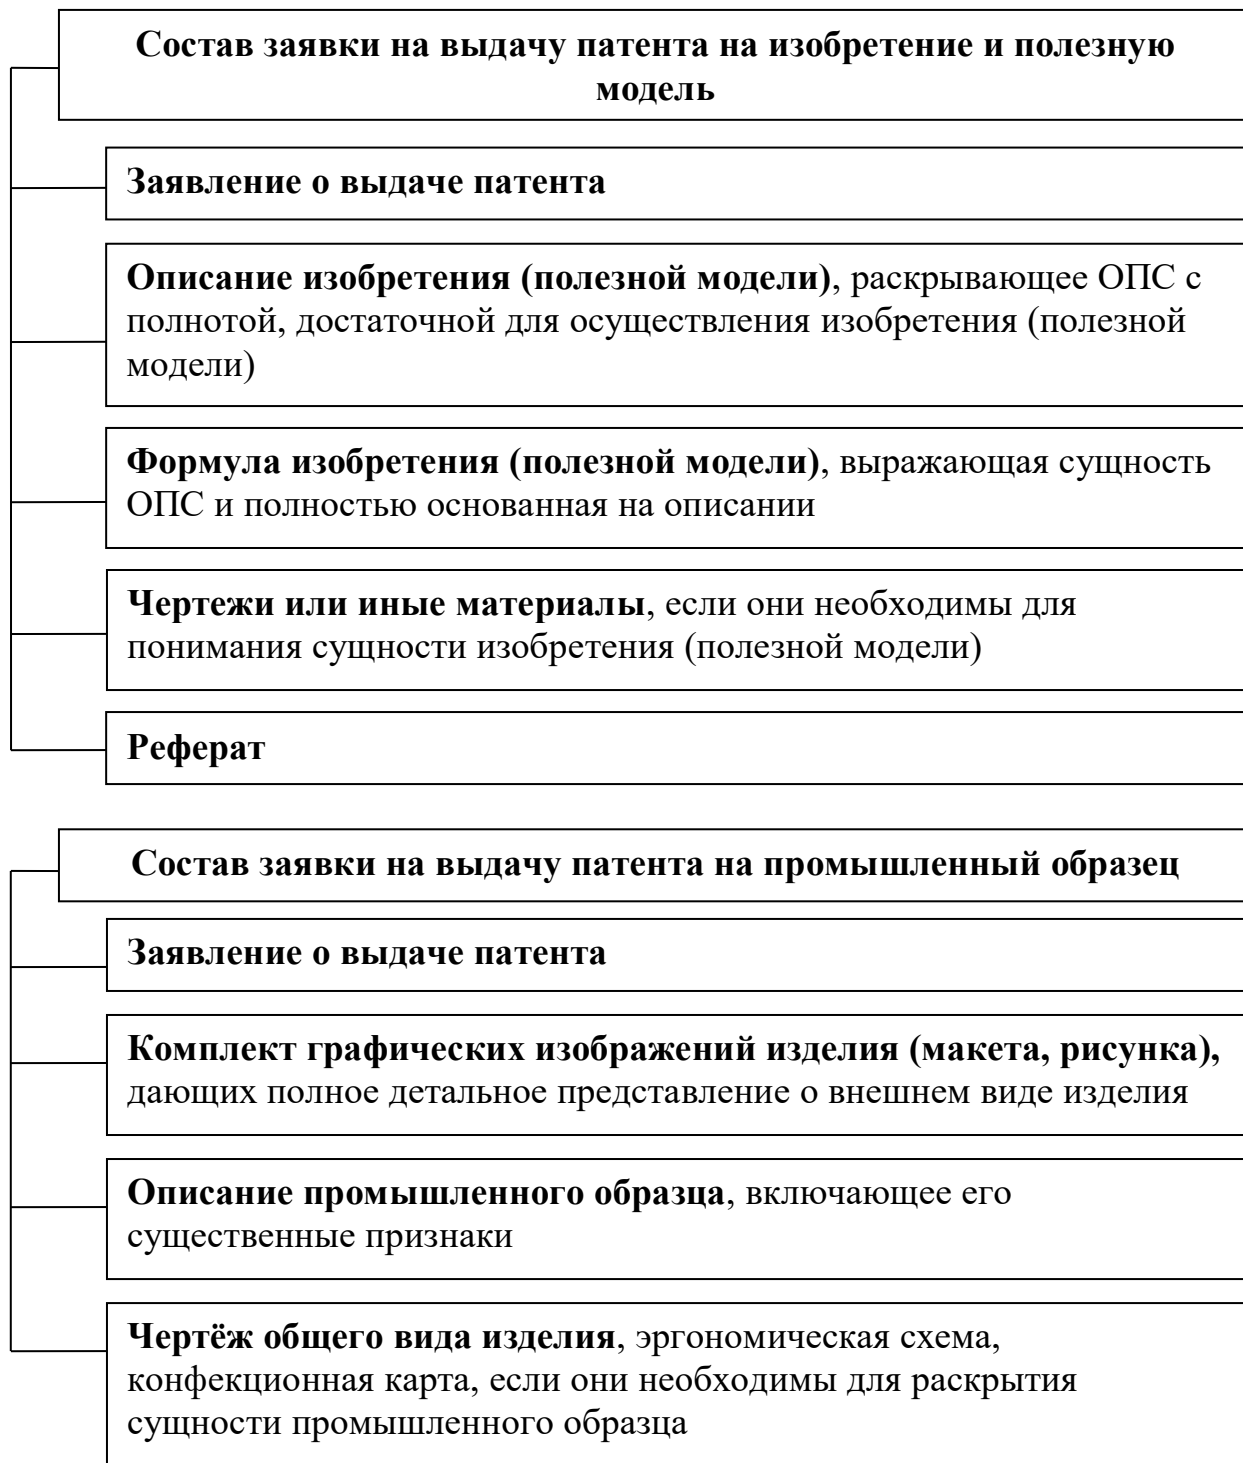 Состав заявки на выдачу патента на изобретение и полезную
модель
Заявление о выдаче патента
Описание изобретения (полезной модели), раскрывающее ОПС с
полнотой, достаточной для осуществления изобретения (полезной
модели)
Формула изобретения (полезной модели), выражающая сущность
ОПС и полностью основанная на описании
Чертежи или иные материалы, если они необходимы для
понимания сущности изобретения (полезной модели)
Реферат
Состав заявки на выдачу патента на промышленный образец
Заявление о выдаче патента
Комплект графических изображений изделия (макета, рисунка),
дающих полное детальное представление о внешнем виде изделия
Описание промышленного образца, включающее его
существенные признаки
Чертёж общего вида изделия, эргономическая схема,
конфекционная карта, если они необходимы для раскрытия
сущности промышленного образца